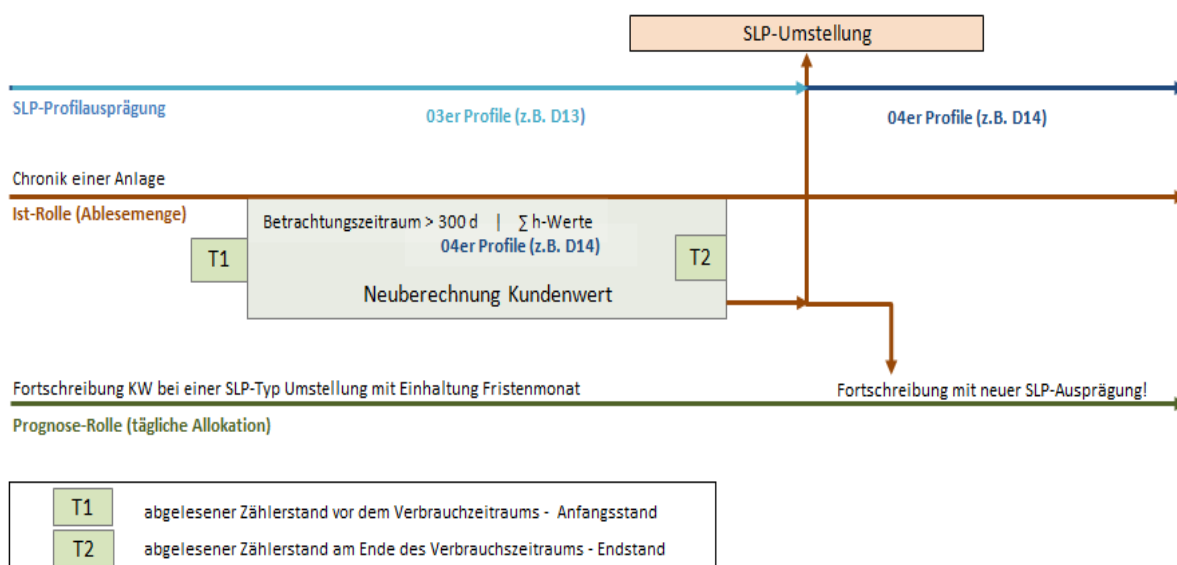 SLP-Umstellung
SLP-Profilausprägung
03er Profile (z.B. D13)
04er Profile (z.B. D14)
Chronik einer Anlage
Ist-Rolle (Ablesemenge)
Betrachtungszeitraum > 300 d | ∑ h-Werte
04er Profile (z.B. D14)
T1
T2
Neuberechnung Kundenwert
Fortschreibung KW bei einer SLP-Typ Umstellung mit Einhaltung Fristenmonat
Fortschreibung mit neuer SLP-Ausprägung!
Prognose-Rolle (tägliche Allokation)
T1 abgelesener Zählerstand vor dem Verbrauchzeitraums - Anfangsstand
T2 abgelesener Zählerstand am Ende des Verbrauchszeitraums - Endstand